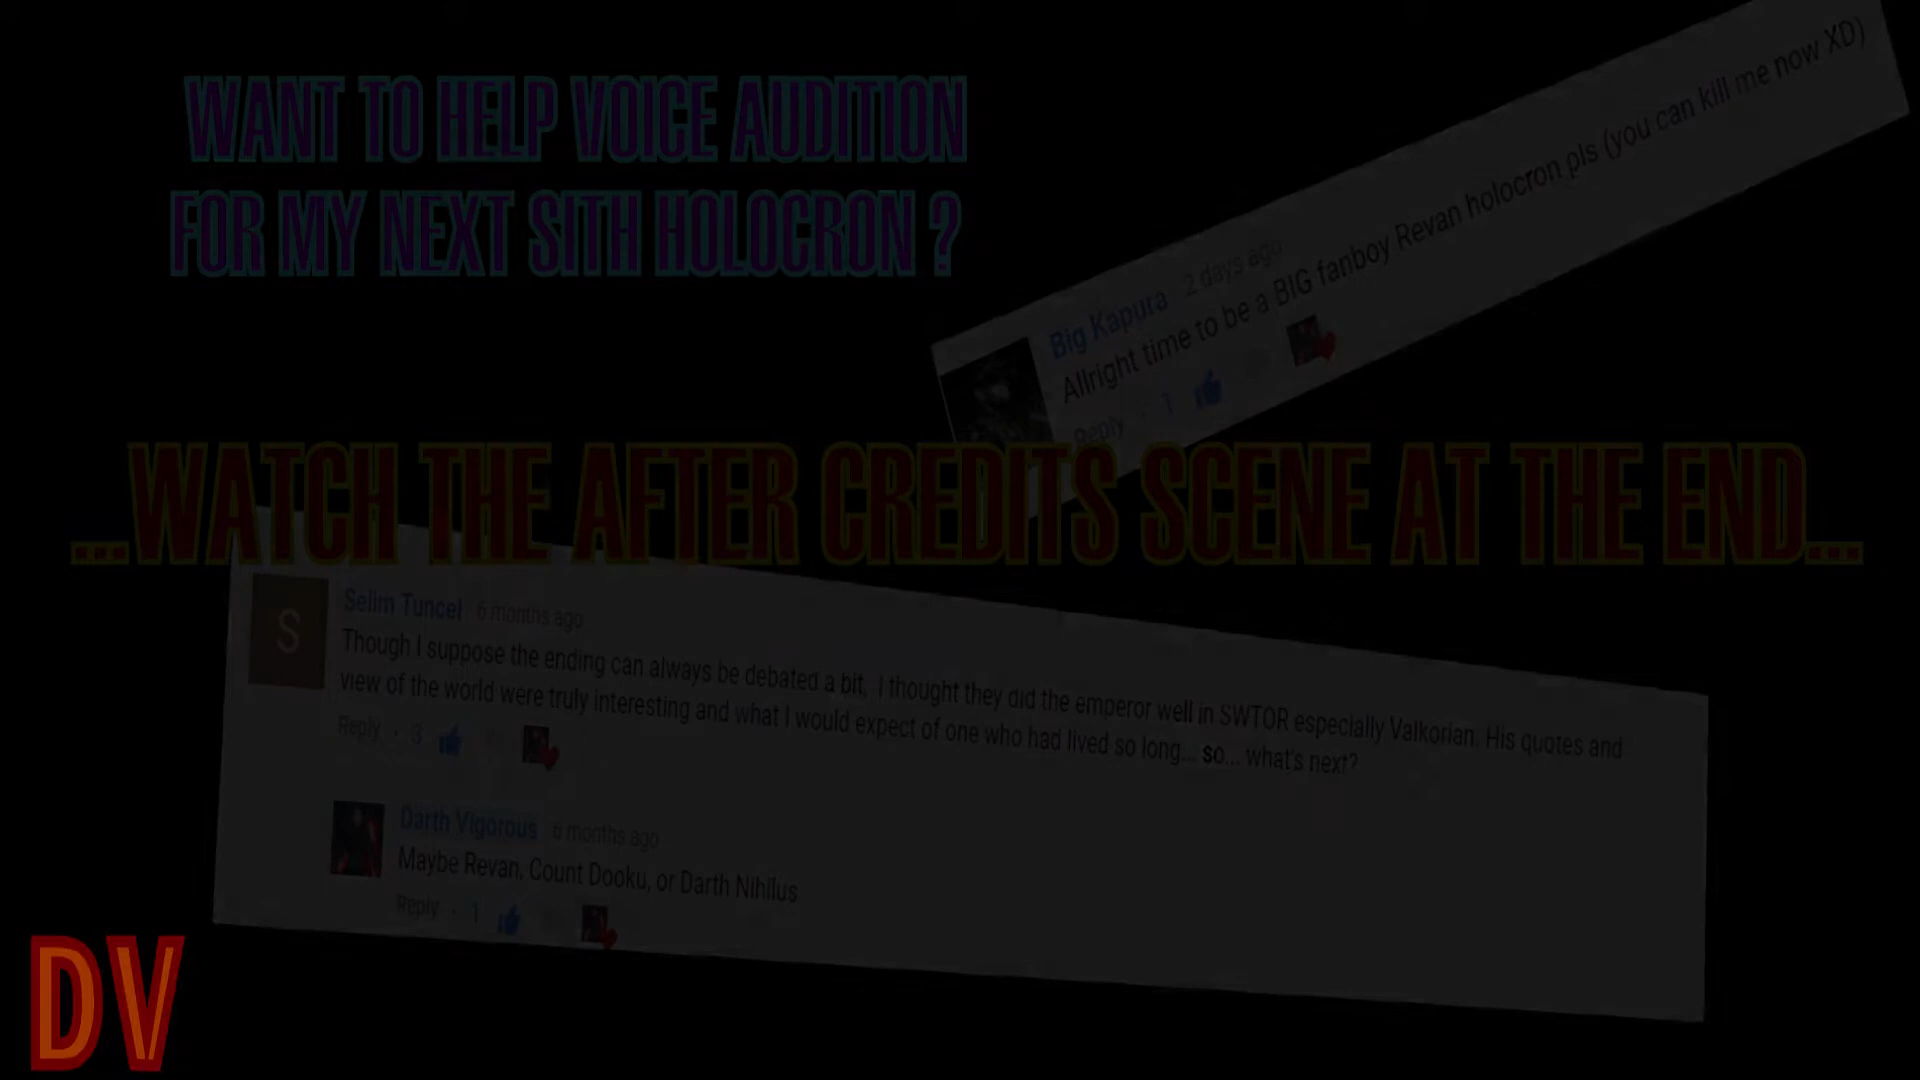 WANT TO HELP VOICE AUDITION
FOR MY NEXT SITH HOLOCRON ?
Big Kapura 2 days ago
Allright time to be a BIG fanboy Revan holocron pls (you can kill me now XD)
Reply · 1
...WATCH THE AFTER CREDITS SCENE AT THE END...
S
Selim Tuncel 6 months ago
Though I suppose the ending can always be debated a bit, I thought they did the emperor well in SWTOR especially Valkorian. His quotes and
view of the world were truly interesting and what I would expect of one who had lived so long... so... what's next?
Reply · 3
Darth Vigorous 6 months ago
Maybe Revan, Count Dooku, or Darth Nihilus
Reply · 1
DV